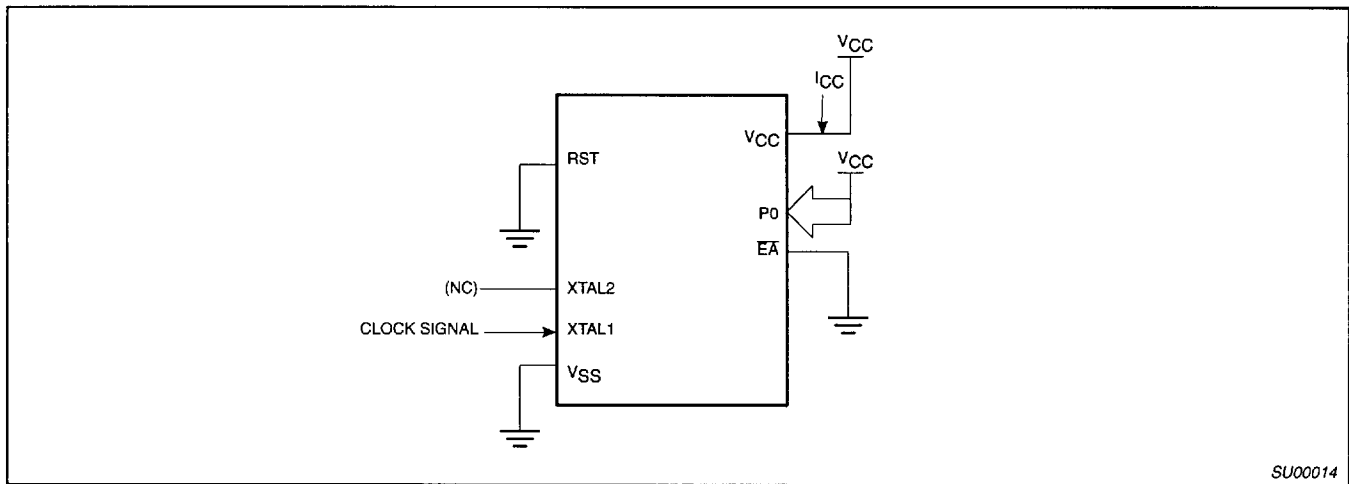 VCC
ICC
VCC
RST
VCC
P0
EA
(NC)
XTAL2
CLOCK SIGNAL
XTAL1
VSS
SU00014